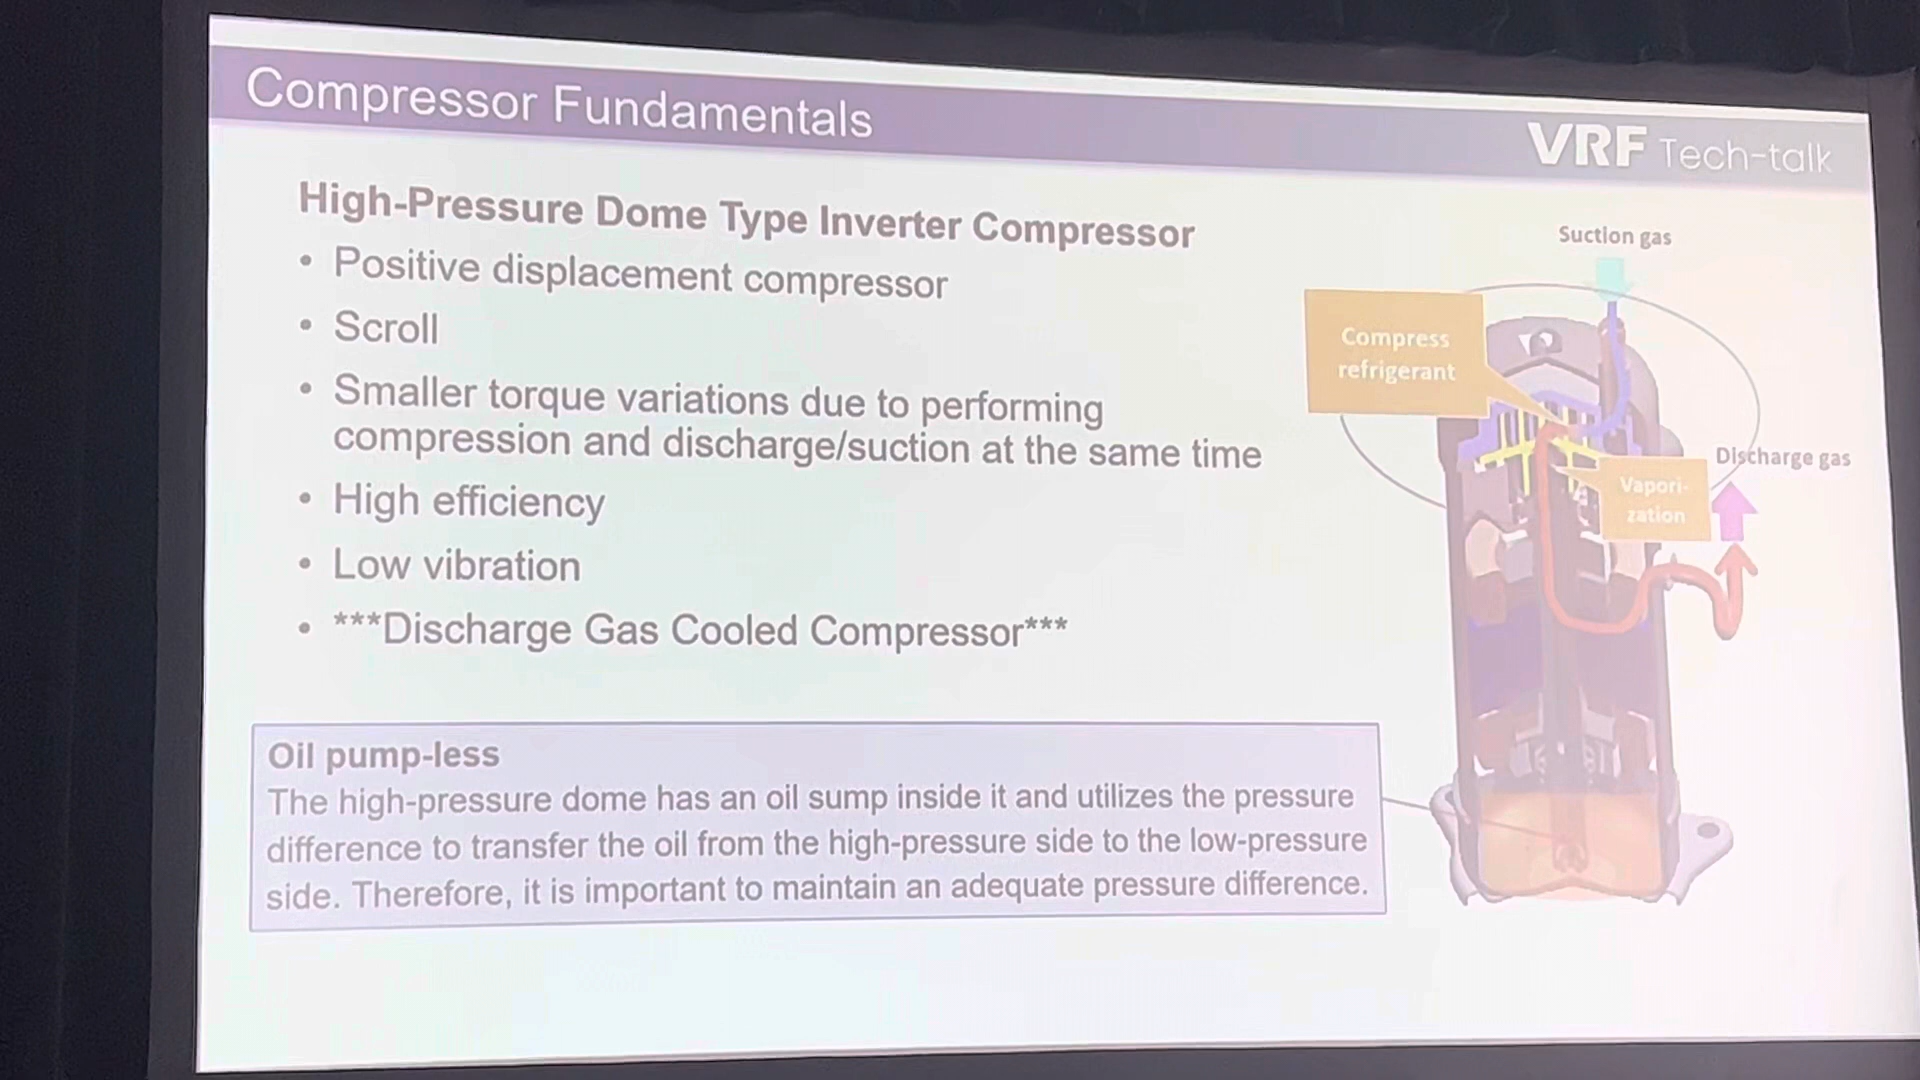 Compressor Fundamentals
VRF Tech-talk
High-Pressure Dome Type Inverter Compressor
• Positive displacement compressor
• Scroll
• Smaller torque variations due to performing
compression and discharge/suction at the same time
• High efficiency
• Low vibration
• ***Discharge Gas Cooled Compressor***
Suction gas
Compress
refrigerant
Discharge gas
Vapori-
zation
Oil pump-less
The high-pressure dome has an oil sump inside it and utilizes the pressure
difference to transfer the oil from the high-pressure side to the low-pressure
side. Therefore, it is important to maintain an adequate pressure difference.